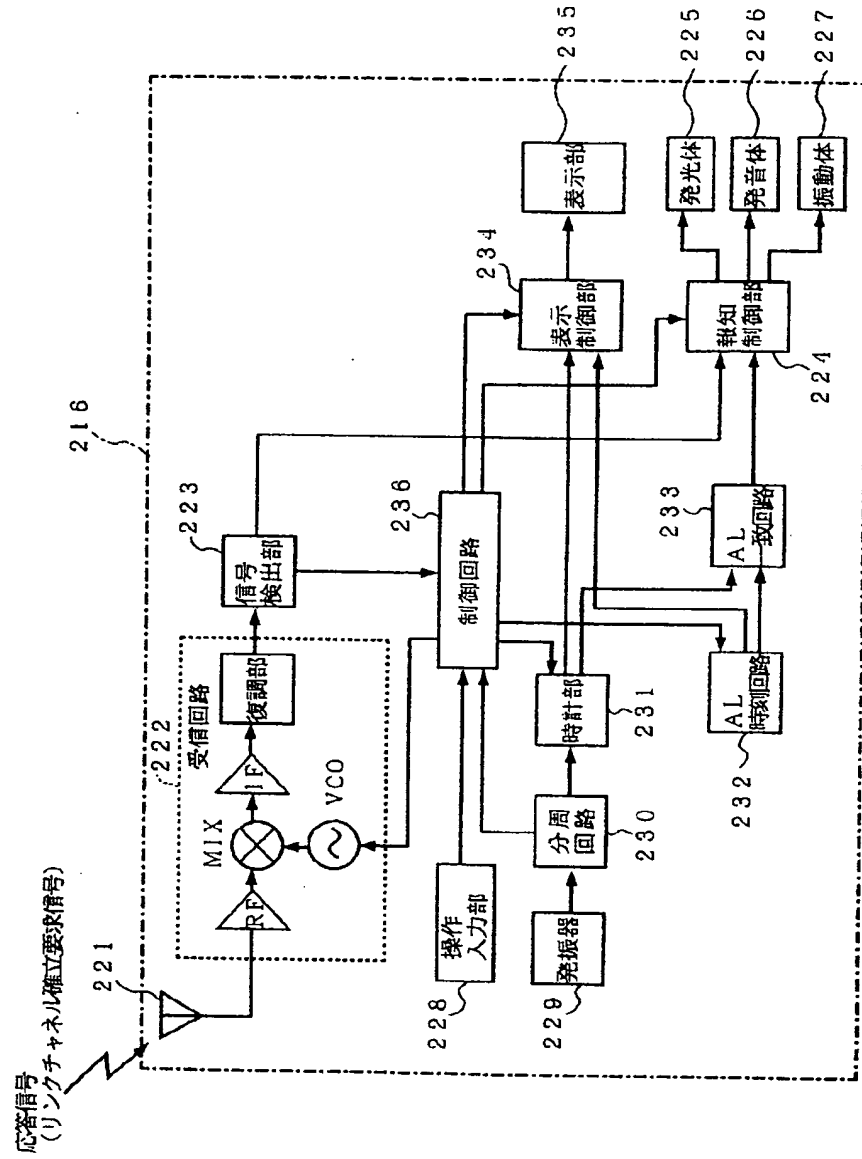 応答信号
(リンクチャネル確立要求信号)
221
216
222
受信回路
RF
MIX
IF
VCO
復調部
223
信号
検出部
236
制御回路
228
操作
入力部
229
発振器
230
分周
回路
231
時計部
232
AL
時刻回路
233
AL
一致回路
234
表示
制御部
235
表示部
224
報知
制御部
225
発光体
226
発音体
227
振動体